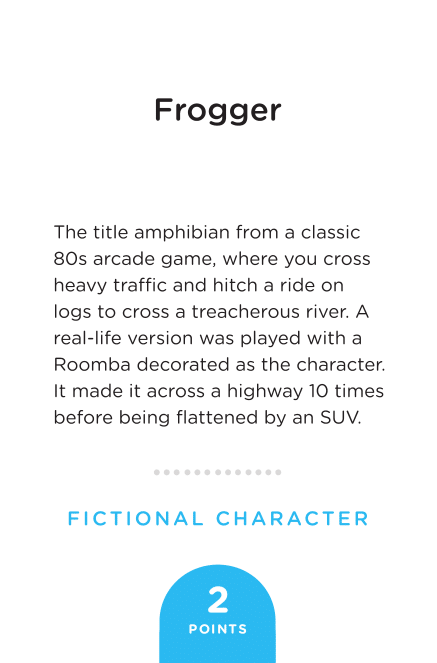 Frogger
The title amphibian from a classic
80s arcade game, where you cross
heavy traffic and hitch a ride on
logs to cross a treacherous river. A
real-life version was played with a
Roomba decorated as the character.
It made it across a highway 10 times
before being flattened by an SUV.
FICTIONAL CHARACTER
2
POINTS